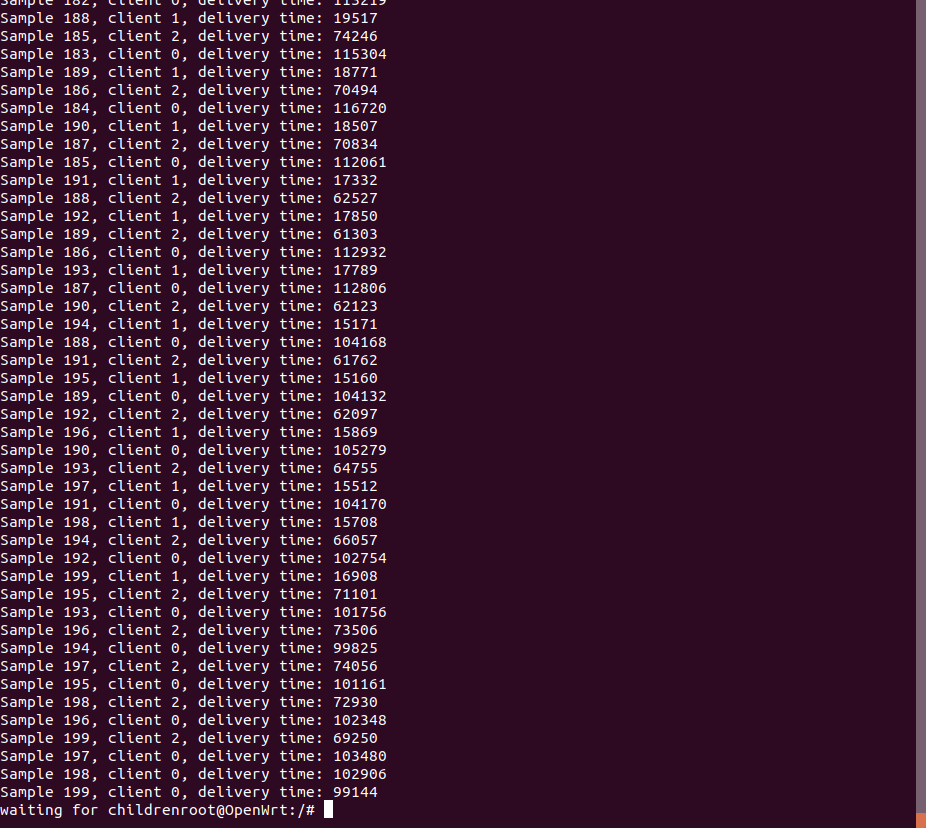 Sample 182, client 0, delivery time: 113219
Sample 188, client 1, delivery time: 19517
Sample 185, client 2, delivery time: 74246
Sample 183, client 0, delivery time: 115304
Sample 189, client 1, delivery time: 18771
Sample 186, client 2, delivery time: 70494
Sample 184, client 0, delivery time: 116720
Sample 190, client 1, delivery time: 18507
Sample 187, client 2, delivery time: 70834
Sample 185, client 0, delivery time: 112061
Sample 191, client 1, delivery time: 17332
Sample 188, client 2, delivery time: 62527
Sample 192, client 1, delivery time: 17850
Sample 189, client 2, delivery time: 61303
Sample 186, client 0, delivery time: 112932
Sample 193, client 1, delivery time: 17789
Sample 187, client 0, delivery time: 112806
Sample 190, client 2, delivery time: 62123
Sample 194, client 1, delivery time: 15171
Sample 188, client 0, delivery time: 104168
Sample 191, client 2, delivery time: 61762
Sample 195, client 1, delivery time: 15160
Sample 189, client 0, delivery time: 104132
Sample 192, client 2, delivery time: 62097
Sample 196, client 1, delivery time: 15869
Sample 190, client 0, delivery time: 105279
Sample 193, client 2, delivery time: 64755
Sample 197, client 1, delivery time: 15512
Sample 191, client 0, delivery time: 104170
Sample 198, client 1, delivery time: 15708
Sample 194, client 2, delivery time: 66057
Sample 192, client 0, delivery time: 102754
Sample 199, client 1, delivery time: 16908
Sample 195, client 2, delivery time: 71101
Sample 193, client 0, delivery time: 101756
Sample 196, client 2, delivery time: 73506
Sample 194, client 0, delivery time: 99825
Sample 197, client 2, delivery time: 74056
Sample 195, client 0, delivery time: 101161
Sample 198, client 2, delivery time: 72930
Sample 196, client 0, delivery time: 102348
Sample 199, client 2, delivery time: 69250
Sample 197, client 0, delivery time: 103480
Sample 198, client 0, delivery time: 102906
Sample 199, client 0, delivery time: 99144
waiting for childrenroot@OpenWrt:/#